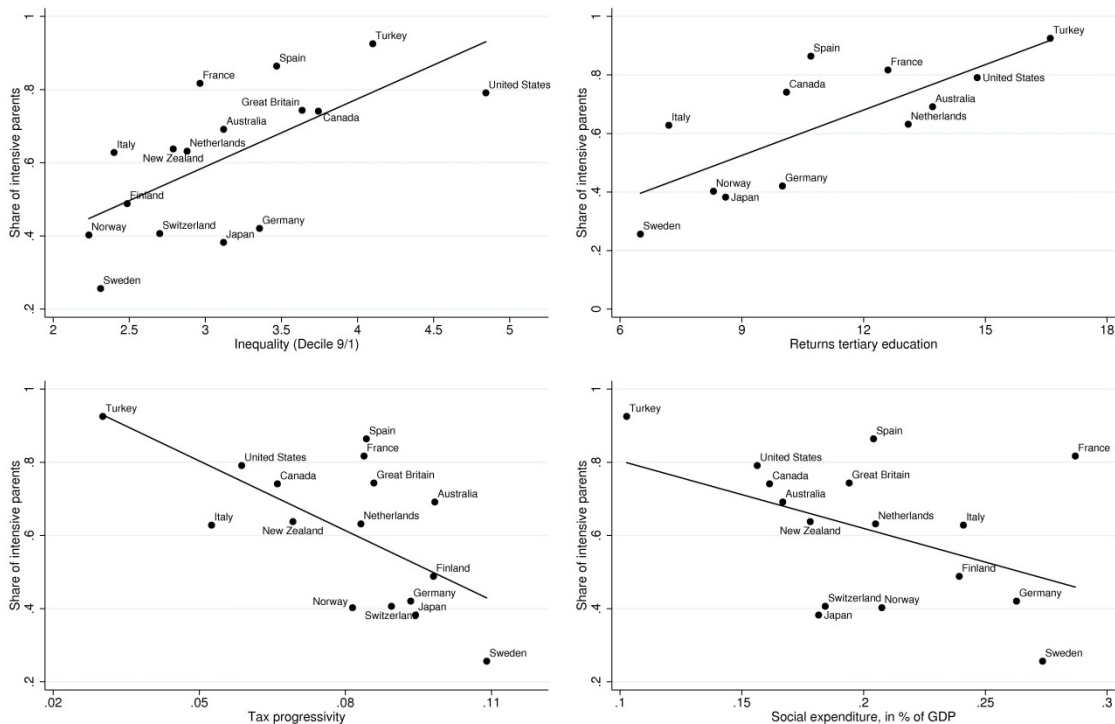 Share of intensive parents
1
.8
.6
.4
.2
Turkey
Spain
France
United States
Great Britain
Canada
Australia
Italy
Netherlands
New Zealand
Finland
Norway
Switzerland
Germany
Japan
Sweden
2 2.5 3 3.5 4 4.5 5
Inequality (Decile 9/1)
Share of intensive parents
1
.8
.6
.4
.2
0
Turkey
Spain
France
United States
Canada
Australia
Netherlands
Italy
Germany
Norway
Japan
Sweden
6 9 12 15 18
Returns tertiary education
Share of intensive parents
1
.8
.6
.4
.2
Turkey
Spain
France
United States
Canada
Great Britain
Australia
Italy
New Zealand
Netherlands
Finland
Germany
Norway
Switzerland
Japan
Sweden
.02 .05 .08 .11
Tax progressivity
Share of intensive parents
1
.8
.6
.4
.2
Turkey
Spain
France
United States
Canada
Great Britain
Australia
New Zealand
Netherlands
Italy
Finland
Switzerland
Norway
Germany
Japan
Sweden
.1 .15 .2 .25 .3
Social expenditure, in % of GDP